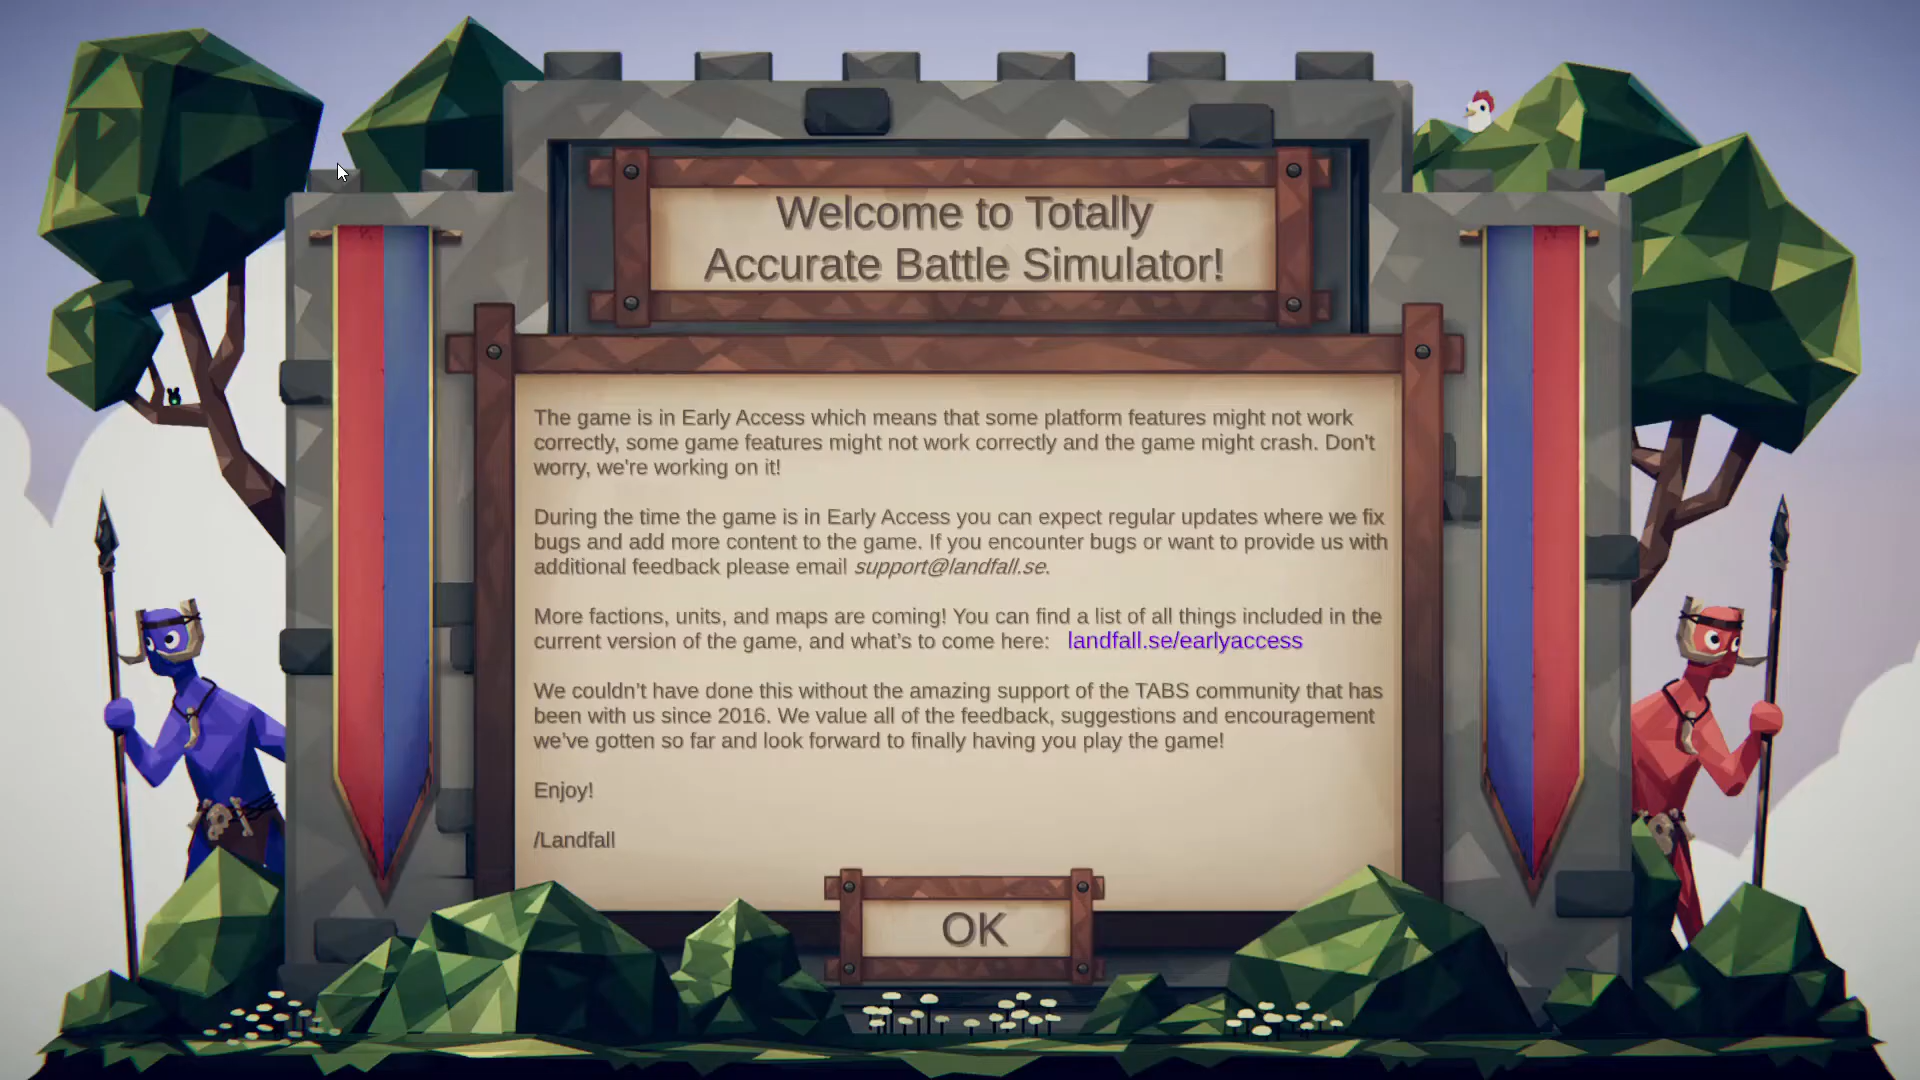 Welcome to Totally
Accurate Battle Simulator!
The game is in Early Access which means that some platform features might not work
correctly, some game features might not work correctly and the game might crash. Don't
worry, we're working on it!
During the time the game is in Early Access you can expect regular updates where we fix
bugs and add more content to the game. If you encounter bugs or want to provide us with
additional feedback please email support@landfall.se.
More factions, units, and maps are coming! You can find a list of all things included in the
current version of the game, and what's to come here: landfall.se/earlyaccess
We couldn't have done this without the amazing support of the TABS community that has
been with us since 2016. We value all of the feedback, suggestions and encouragement
we've gotten so far and look forward to finally having you play the game!
Enjoy!
/Landfall
OK